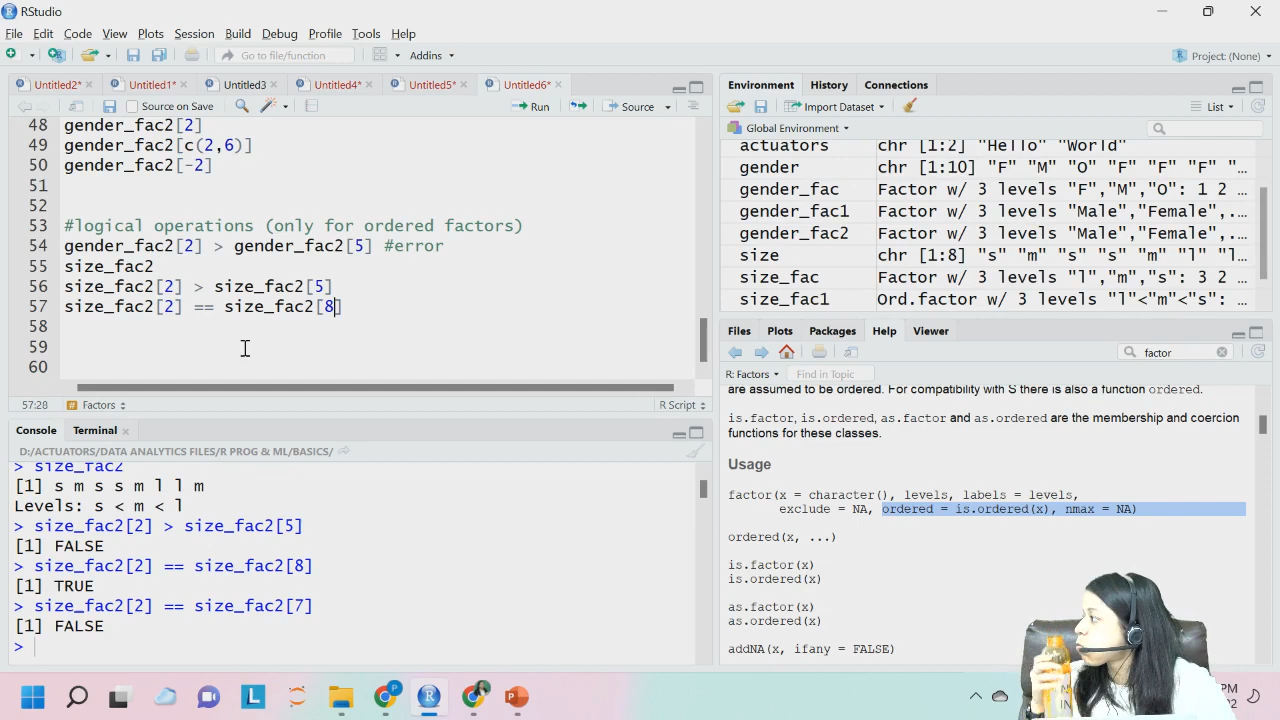 RStudio
File Edit Code View Plots Session Build Debug Profile Tools Help
Go to file/function Addins Project: (None)
Untitled2* Untitled1* Untitled3 Untitled4* Untitled5* Untitled6*
Source on Save Run Source
48 gender_fac2[2]
49 gender_fac2[c(2,6)]
50 gender_fac2[-2]
51
52
53 #logical operations (only for ordered factors)
54 gender_fac2[2] > gender_fac2[5] #error
55 size_fac2
56 size_fac2[2] > size_fac2[5]
57 size_fac2[2] == size_fac2[8]
58
59
60
57:28 # Factors R Script
Console Terminal
D:/ACTUATORS/DATA ANALYTICS FILES/R PROG & ML/BASICS/
> size_fac2
[1] s m s s m l l m
Levels: s < m < l
> size_fac2[2] > size_fac2[5]
[1] FALSE
> size_fac2[2] == size_fac2[8]
[1] TRUE
> size_fac2[2] == size_fac2[7]
[1] FALSE
>
Environment History Connections
Import Dataset List
Global Environment
actuators chr [1:2] "Hello" "World"
gender chr [1:10] "F" "M" "O" "F" "F" "F" "…
gender_fac Factor w/ 3 levels "F","M","O": 1 2 …
gender_fac1 Factor w/ 3 levels "Male","Female",.…
gender_fac2 Factor w/ 3 levels "Male","Female",.…
size chr [1:8] "s" "m" "s" "s" "m" "l" "l…
size_fac Factor w/ 3 levels "l","m","s": 3 2 …
size_fac1 Ord.factor w/ 3 levels "l"<"m"<"s": …
Files Plots Packages Help Viewer
factor
R: Factors Find in Topic
are assumed to be ordered. For compatibility with S there is also a function ordered.
is.factor, is.ordered, as.factor and as.ordered are the membership and coercion
functions for these classes.
Usage
factor(x = character(), levels, labels = levels,
exclude = NA, ordered = is.ordered(x), nmax = NA)
ordered(x, ...)
is.factor(x)
is.ordered(x)
as.factor(x)
as.ordered(x)
addNA(x, ifany = FALSE)